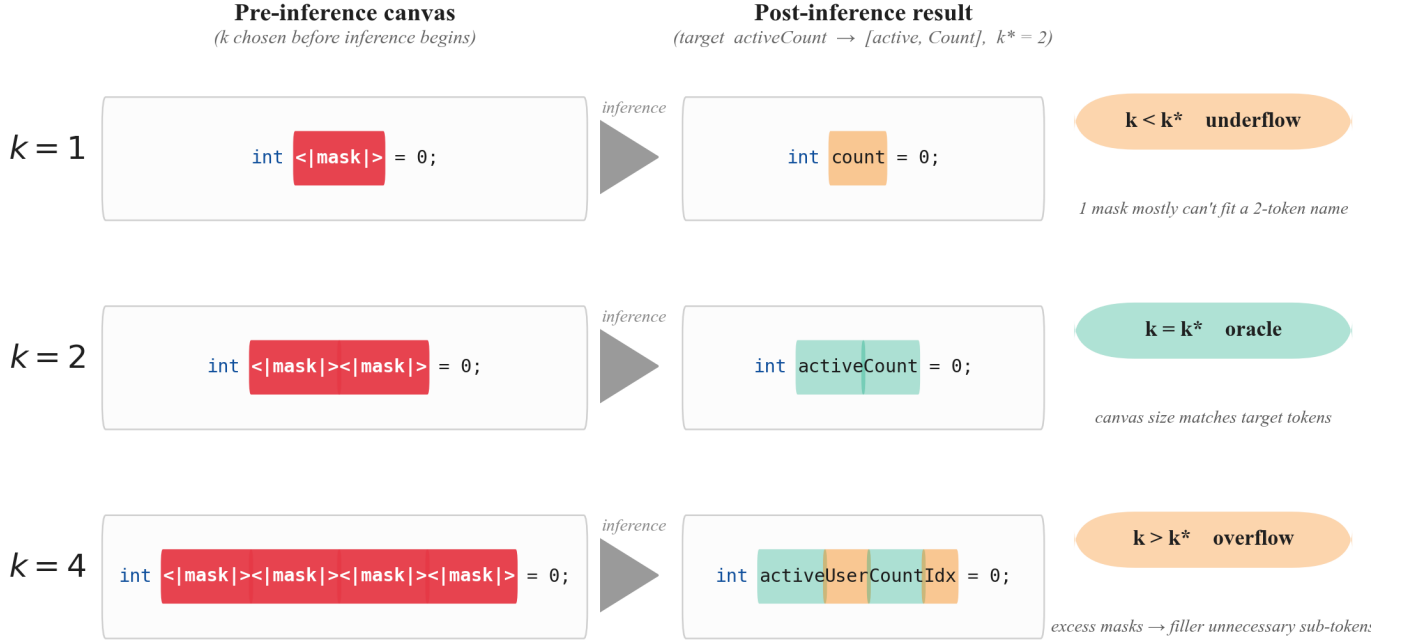 Pre-inference canvas
(k chosen before inference begins)
Post-inference result
(target activeCount → [active, Count], k* = 2)
k = 1
int <|mask|> = 0;
inference
int count = 0;
k < k* underflow
1 mask mostly can't fit a 2-token name
k = 2
int <|mask|><|mask|> = 0;
inference
int activeCount = 0;
k = k* oracle
canvas size matches target tokens
k = 4
int <|mask|><|mask|><|mask|><|mask|> = 0;
inference
int activeUserCountIdx = 0;
k > k* overflow
excess masks → filler unnecessary sub-tokens